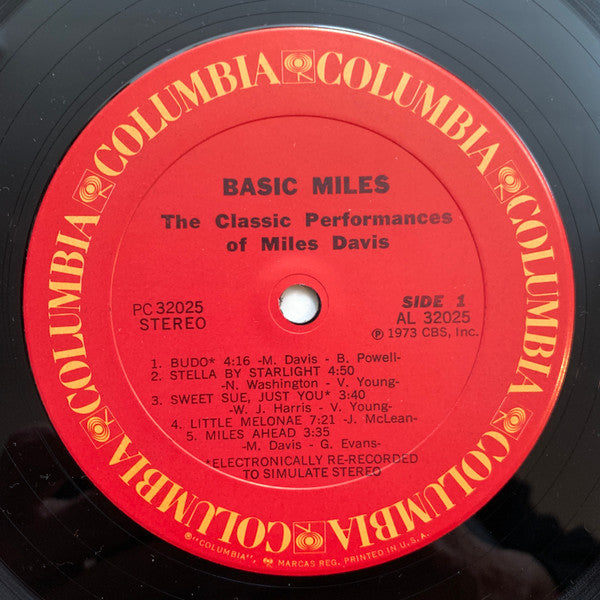 COLUMBIA COLUMBIA COLUMBIA COLUMBIA COLUMBIA COLUMBIA
BASIC MILES
The Classic Performances
of Miles Davis
PC 32025
STEREO
SIDE 1
AL 32025
Ⓟ 1973 CBS, Inc.
1. BUDO* 4:16 -M. Davis - B. Powell-
2. STELLA BY STARLIGHT 4:50
-N. Washington - V. Young-
3. SWEET SUE, JUST YOU* 3:40
-W. J. Harris - V. Young-
4. LITTLE MELONAE 7:21 -J. McLean-
5. MILES AHEAD 3:35
-M. Davis - G. Evans-
*ELECTRONICALLY RE-RECORDED
TO SIMULATE STEREO
®"COLUMBIA", MARCAS REG. PRINTED IN U.S.A.